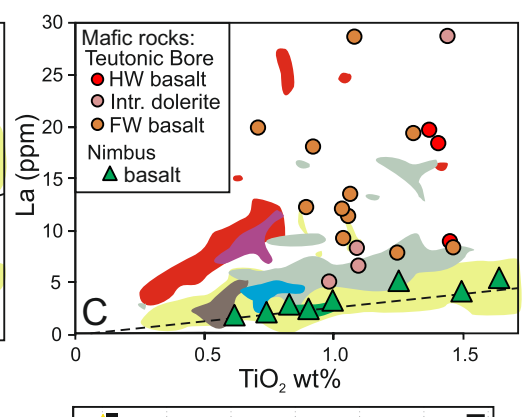 30
Mafic rocks:
Teutonic Bore
HW basalt
Intr. dolerite
FW basalt
Nimbus
basalt
25
20
15
10
5
0
La (ppm)
C
0 0.5 1.0 1.5
TiO₂ wt%